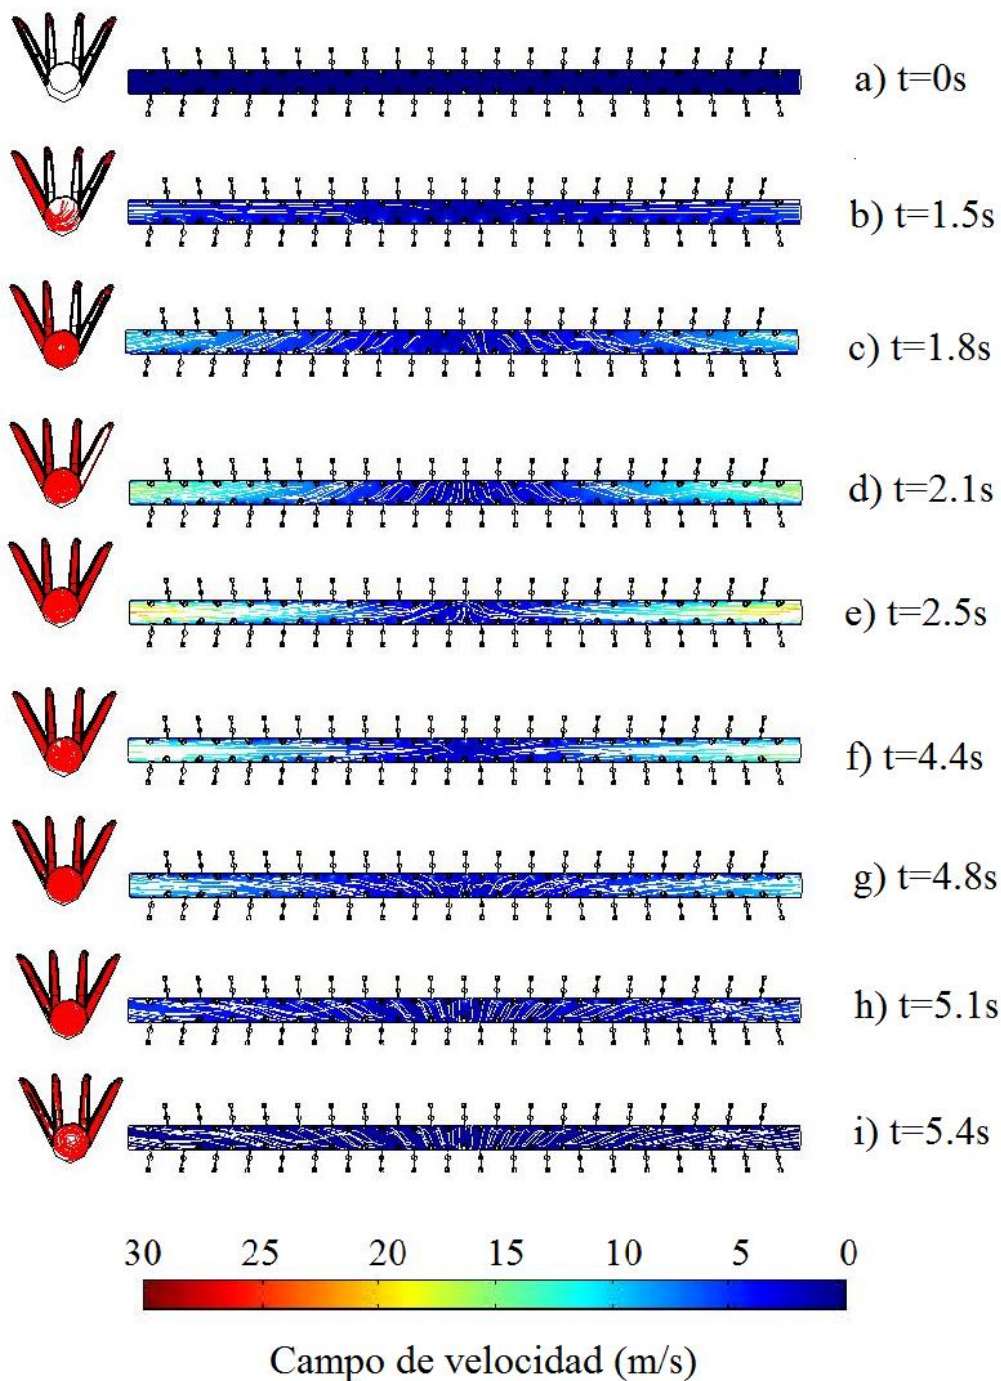 a) t=0s
b) t=1.5s
c) t=1.8s
d) t=2.1s
e) t=2.5s
f) t=4.4s
g) t=4.8s
h) t=5.1s
i) t=5.4s
30 25 20 15 10 5 0
Campo de velocidad (m/s)